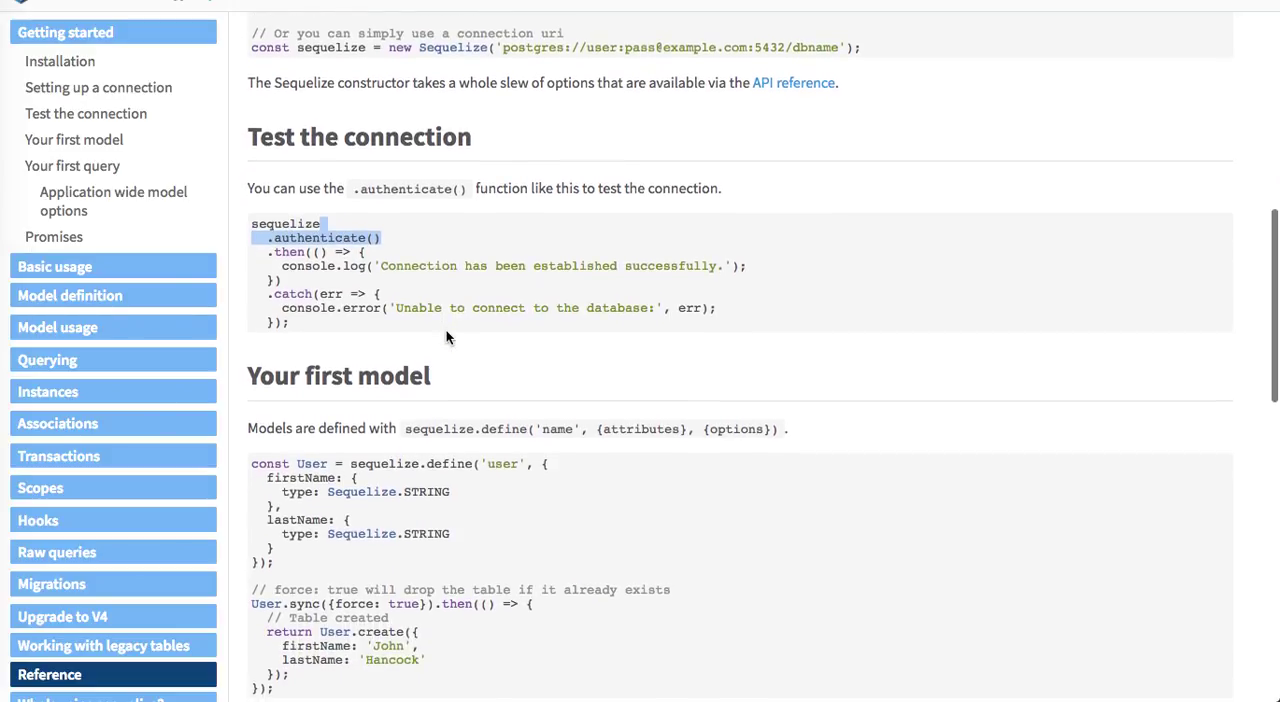 Getting started
Installation
Setting up a connection
Test the connection
Your first model
Your first query
Application wide model
options
Promises
Basic usage
Model definition
Model usage
Querying
Instances
Associations
Transactions
Scopes
Hooks
Raw queries
Migrations
Upgrade to V4
Working with legacy tables
Reference
// Or you can simply use a connection uri
const sequelize = new Sequelize('postgres://user:pass@example.com:5432/dbname');
The Sequelize constructor takes a whole slew of options that are available via the API reference.
Test the connection
You can use the .authenticate() function like this to test the connection.
sequelize
  .authenticate()
  .then(() => {
    console.log('Connection has been established successfully.');
  })
  .catch(err => {
    console.error('Unable to connect to the database:', err);
  });
Your first model
Models are defined with sequelize.define('name', {attributes}, {options}) .
const User = sequelize.define('user', {
  firstName: {
    type: Sequelize.STRING
  },
  lastName: {
    type: Sequelize.STRING
  }
});
// force: true will drop the table if it already exists
User.sync({force: true}).then(() => {
  // Table created
  return User.create({
    firstName: 'John',
    lastName: 'Hancock'
  });
});